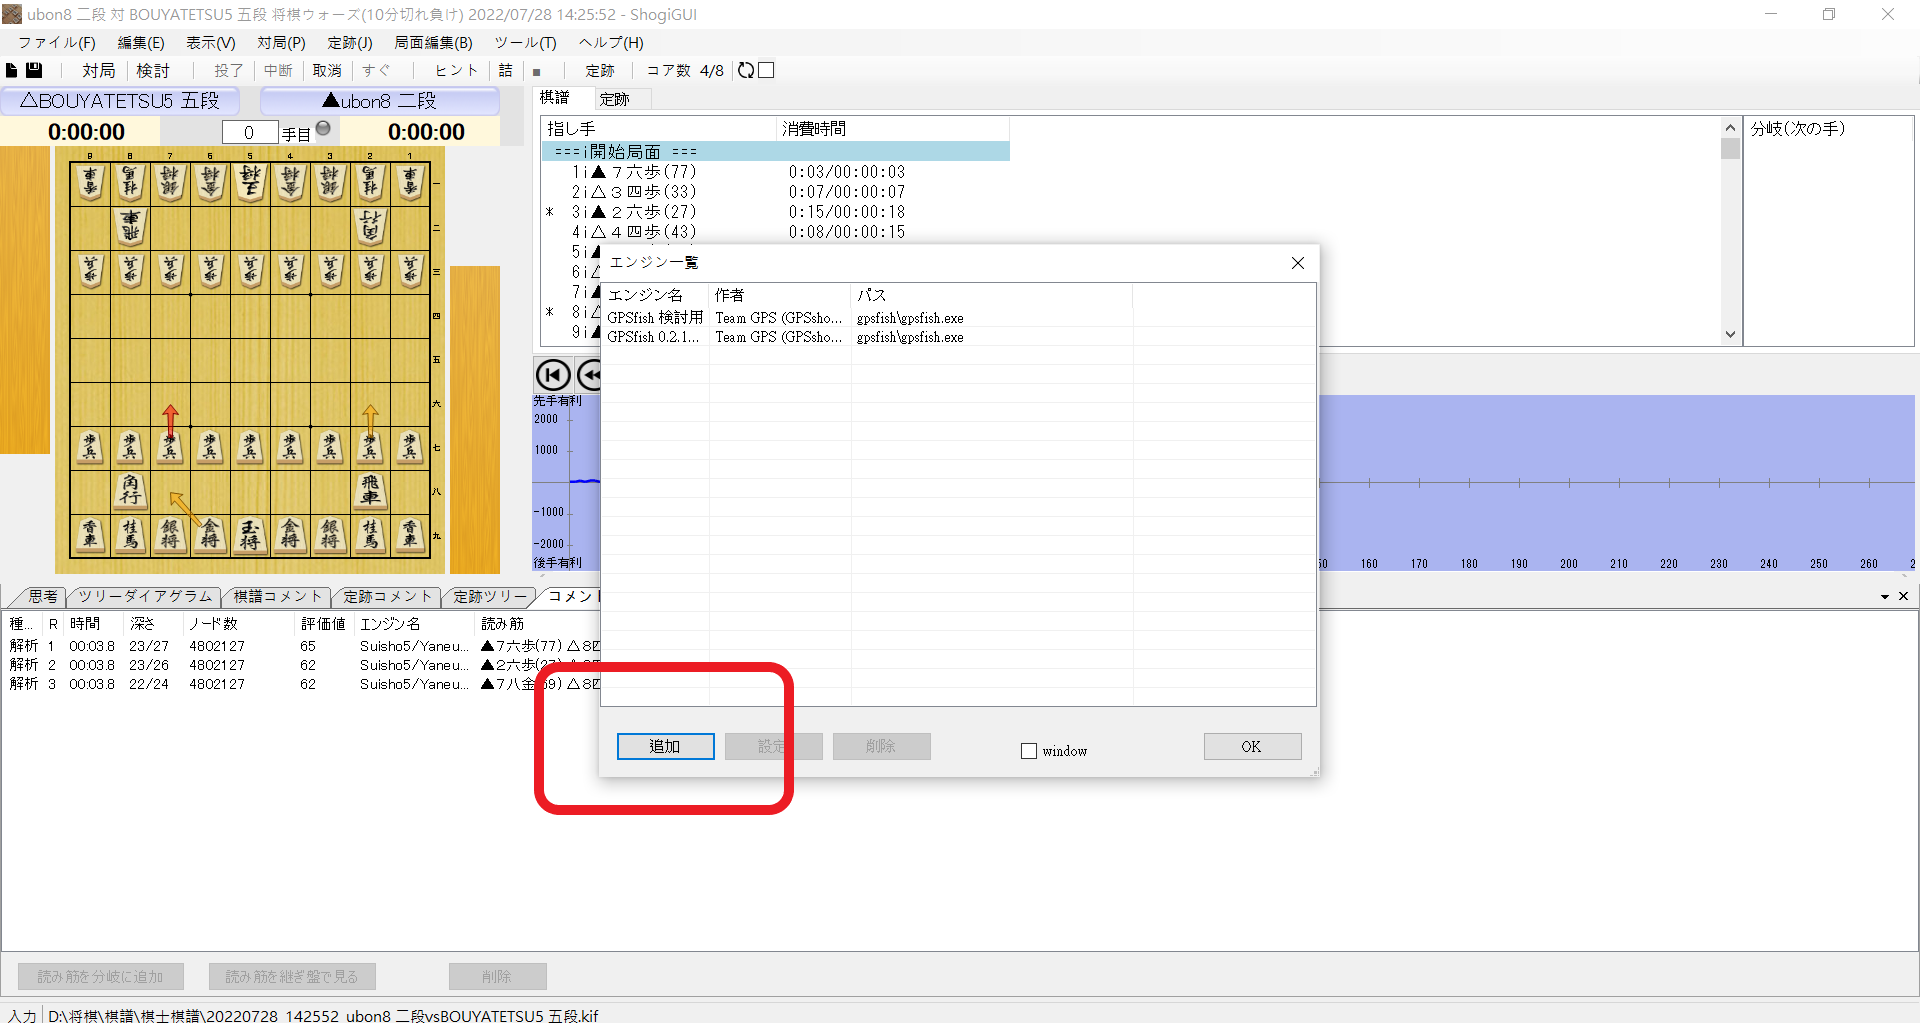 ubon8 二段 対 BOUYATETSU5 五段 将棋ウォーズ(10分切れ負け) 2022/07/28 14:25:52 - ShogiGUI
ファイル(F) 編集(E) 表示(V) 対局(P) 定跡(J) 局面編集(B) ツール(T) ヘルプ(H)
対局 検討 投了 中断 取消 すぐ ヒント 詰 定跡 コア数 4/8
△BOUYATETSU5 五段 ▲ubon8 二段
0:00:00 0 手目 0:00:00
9 8 7 6 5 4 3 2 1
香車 桂馬 銀将 金将 王将 金将 銀将 桂馬 香車 一
飛車 角行 二
歩兵 歩兵 歩兵 歩兵 歩兵 歩兵 歩兵 歩兵 歩兵 三
四
五
六
歩兵 歩兵 歩兵 歩兵 歩兵 歩兵 歩兵 歩兵 歩兵 七
角行 飛車 八
香車 桂馬 銀将 金将 玉将 金将 銀将 桂馬 香車 九
棋譜 定跡
指し手 消費時間
===i開始局面 ===
1i▲７六歩(77) 0:03/00:00:03
2i△３四歩(33) 0:07/00:00:07
* 3i▲２六歩(27) 0:15/00:00:18
4i△４四歩(43) 0:08/00:00:15
5i▲
6i△
7i▲
* 8i△
9i▲
分岐(次の手)
エンジン一覧
エンジン名 作者 パス
GPSfish 検討用 Team GPS (GPSsho... gpsfish\gpsfish.exe
GPSfish 0.2.1... Team GPS (GPSsho... gpsfish\gpsfish.exe
追加 設定 削除 window OK
先手有利
2000
1000
-1000
-2000
後手有利
50 160 170 180 190 200 210 220 230 240 250 260 2
思考 ツリーダイアグラム 棋譜コメント 定跡コメント 定跡ツリー コメント
種... R 時間 深さ ノード数 評価値 エンジン名 読み筋
解析 1 00:03.8 23/27 4802127 65 Suisho5/Yaneu... ▲７六歩(77) △８四
解析 2 00:03.8 23/26 4802127 62 Suisho5/Yaneu... ▲２六歩(27) △８四
解析 3 00:03.8 22/24 4802127 62 Suisho5/Yaneu... ▲７八金(69) △８四
読み筋を分岐に追加 読み筋を継ぎ盤で見る 削除
入力 D:\将棋\棋譜\棋士棋譜\20220728_142552_ubon8 二段vsBOUYATETSU5 五段.kif